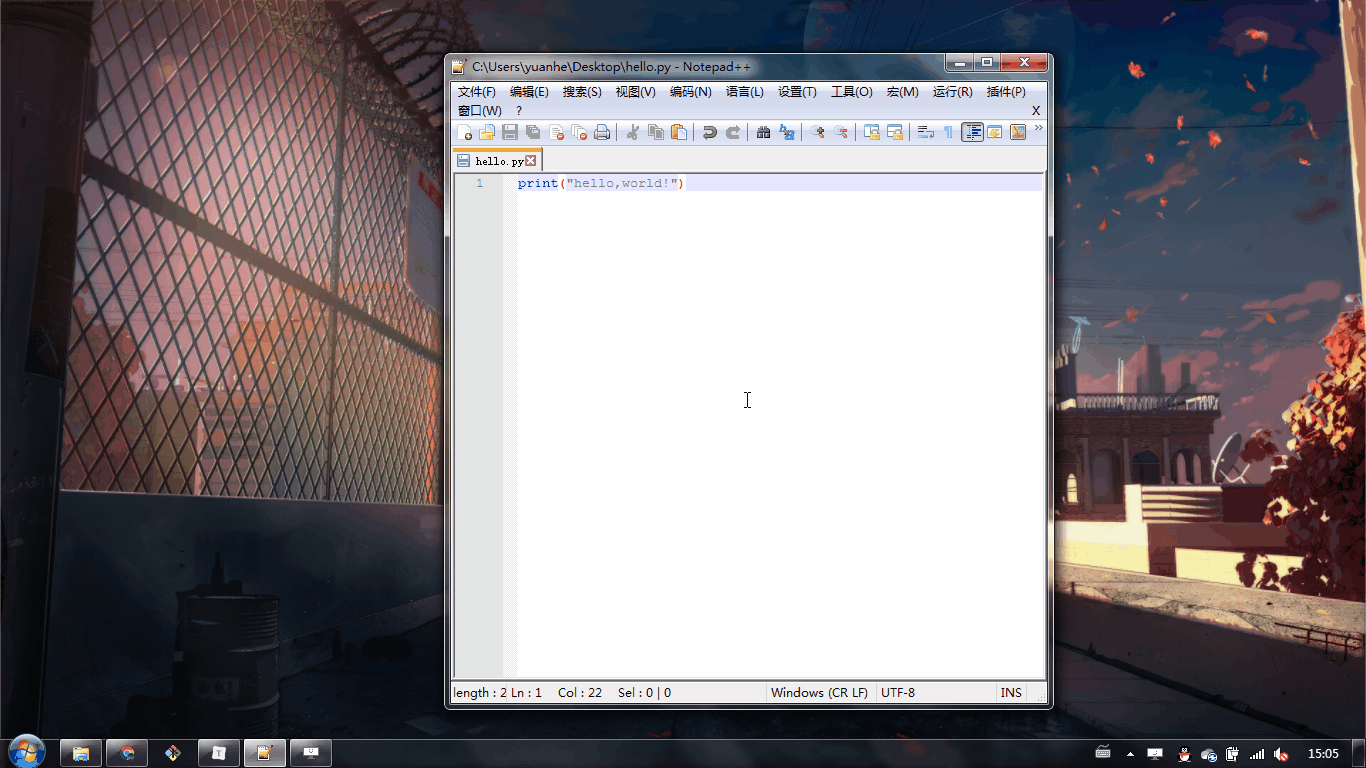 C:\Users\yuanhe\Desktop\hello.py - Notepad++
文件(F) 编辑(E) 搜索(S) 视图(V) 编码(N) 语言(L) 设置(T) 工具(O) 宏(M) 运行(R) 插件(P)
窗口(W) ? X
hello.py
1 print("hello,world!")
length : 2 Ln : 1 Col : 22 Sel : 0 | 0 Windows (CR LF) UTF-8 INS
T 15:05